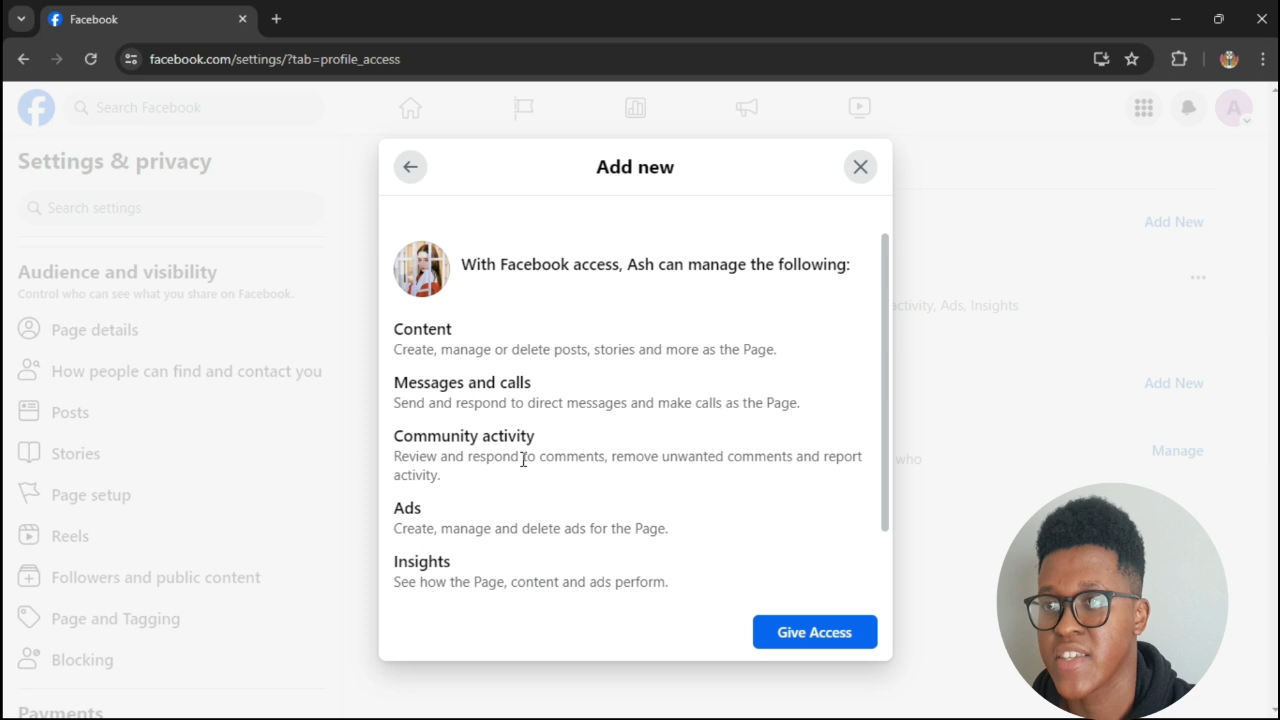 Facebook
facebook.com/settings/?tab=profile_access
Search Facebook
A
Settings & privacy
Search settings
Audience and visibility
Control who can see what you share on Facebook.
Page details
How people can find and contact you
Posts
Stories
Page setup
Reels
Followers and public content
Page and Tagging
Blocking
Payments
Add new
With Facebook access, Ash can manage the following:
Content
Create, manage or delete posts, stories and more as the Page.
Messages and calls
Send and respond to direct messages and make calls as the Page.
Community activity
Review and respond to comments, remove unwanted comments and report
activity.
Ads
Create, manage and delete ads for the Page.
Insights
See how the Page, content and ads perform.
Give Access
Add New
activity, Ads, Insights
Add New
who
Manage